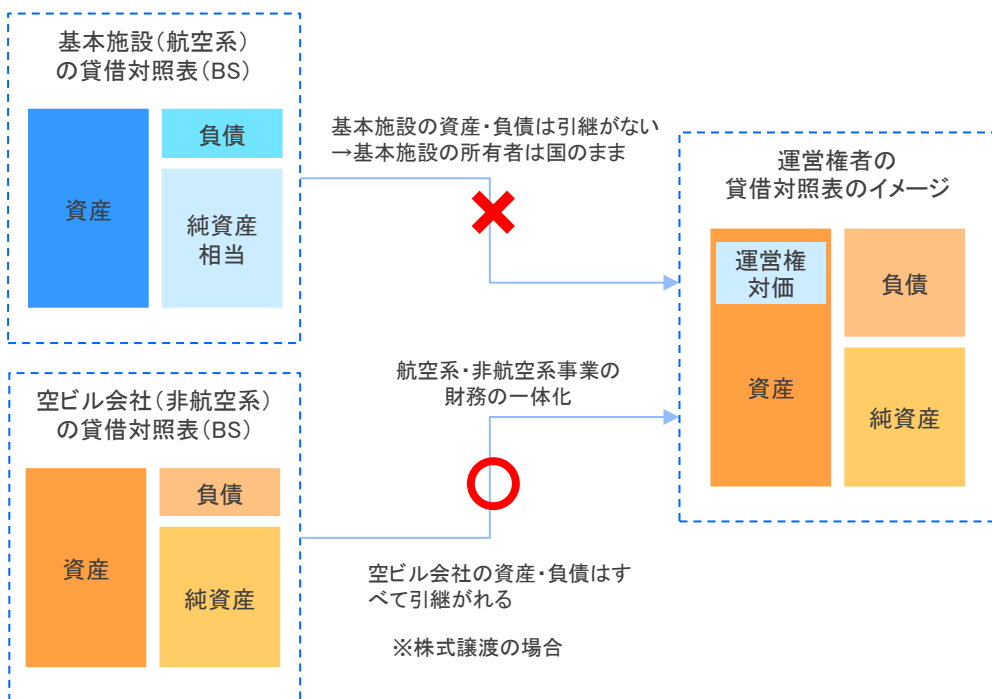 基本施設(航空系)
の貸借対照表(BS)
資産
負債
純資産
相当
基本施設の資産・負債は引継がない
→基本施設の所有者は国のまま
空ビル会社(非航空系)
の貸借対照表(BS)
資産
負債
純資産
航空系・非航空系事業の
財務の一体化
空ビル会社の資産・負債はす
べて引継がれる
※株式譲渡の場合
運営権者の
貸借対照表のイメージ
運営権
対価
資産
負債
純資産